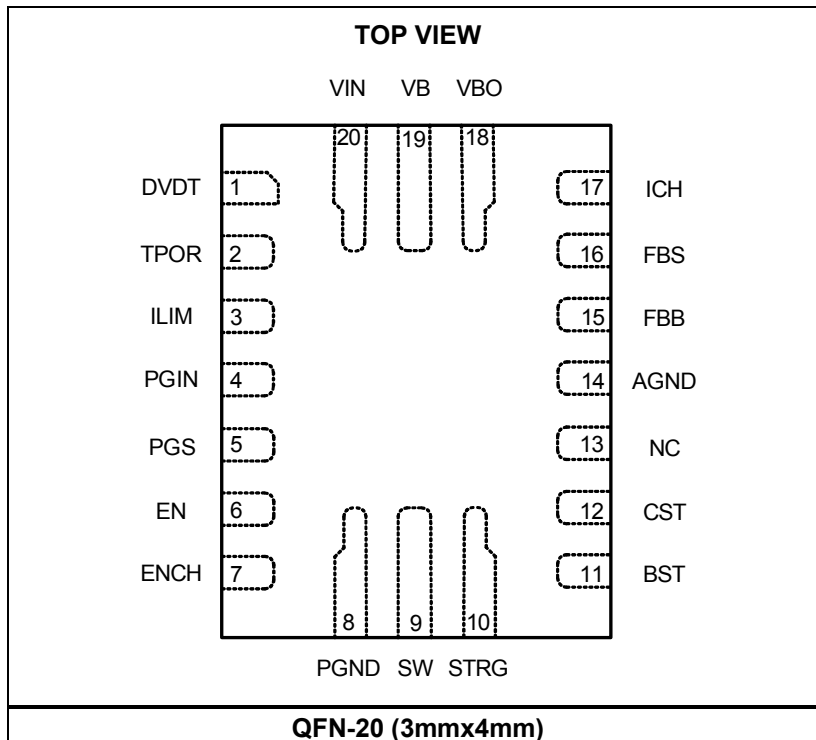 TOP VIEW
VIN VB VBO
20 19 18
DVDT 1 17 ICH
TPOR 2 16 FBS
ILIM 3 15 FBB
PGIN 4 14 AGND
PGS 5 13 NC
EN 6 12 CST
ENCH 7 11 BST
8 9 10
PGND SW STRG
QFN-20 (3mmx4mm)